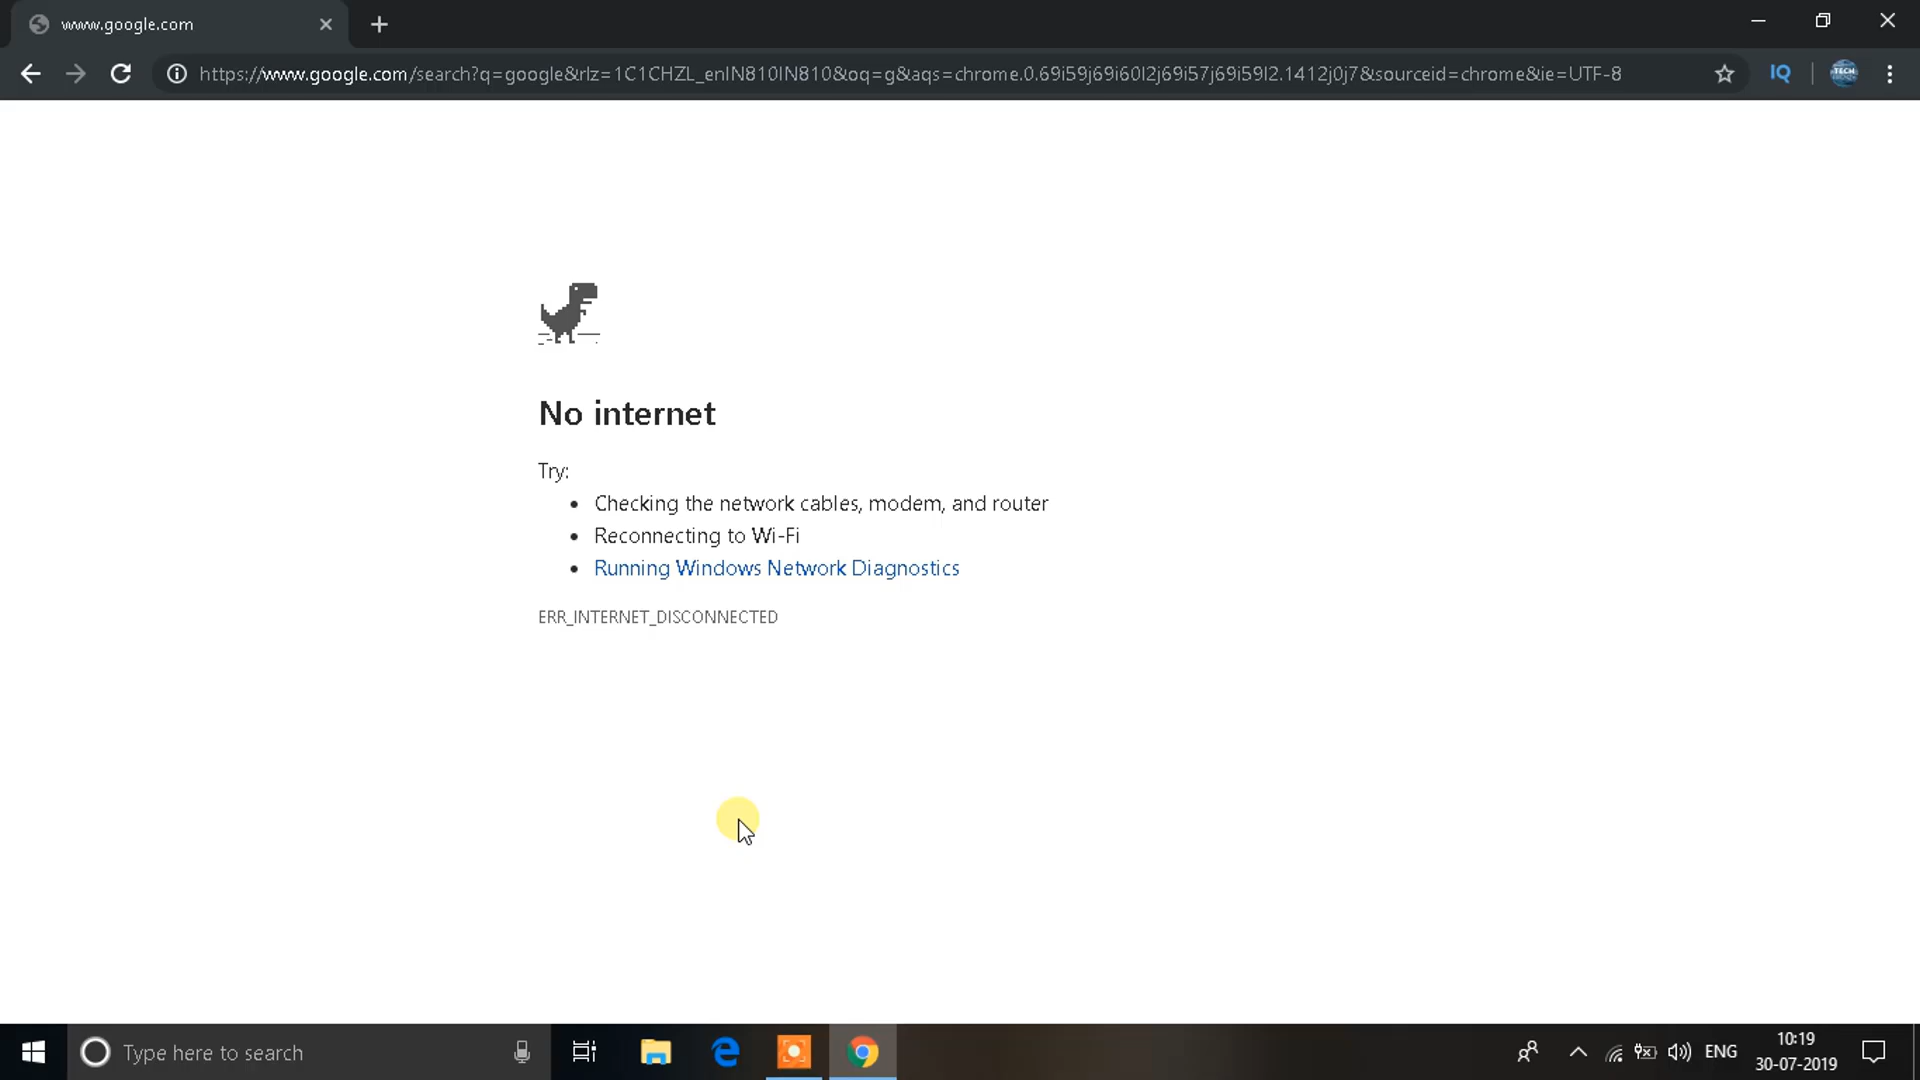 www.google.com
https://www.google.com/search?q=google&rlz=1C1CHZL_enIN810IN810&oq=g&aqs=chrome.0.69i59j69i60l2j69i57j69i59l2.1412j0j7&sourceid=chrome&ie=UTF-8
IQ
TECH
No internet
Try:
Checking the network cables, modem, and router
Reconnecting to Wi-Fi
Running Windows Network Diagnostics
ERR_INTERNET_DISCONNECTED
Type here to search
ENG
10:19
30-07-2019